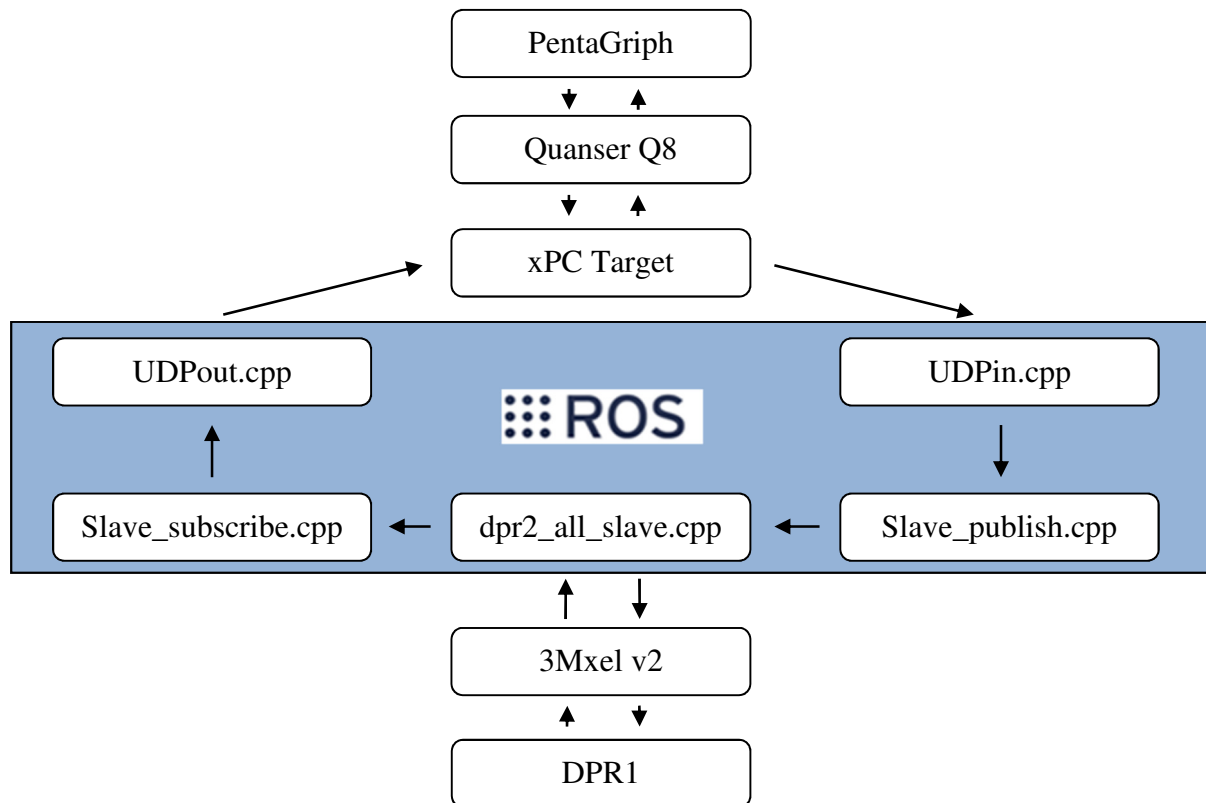 PentaGriph
Quanser Q8
xPC Target
UDPout.cpp
UDPin.cpp
ROS
Slave_subscribe.cpp
dpr2_all_slave.cpp
Slave_publish.cpp
3Mxel v2
DPR1